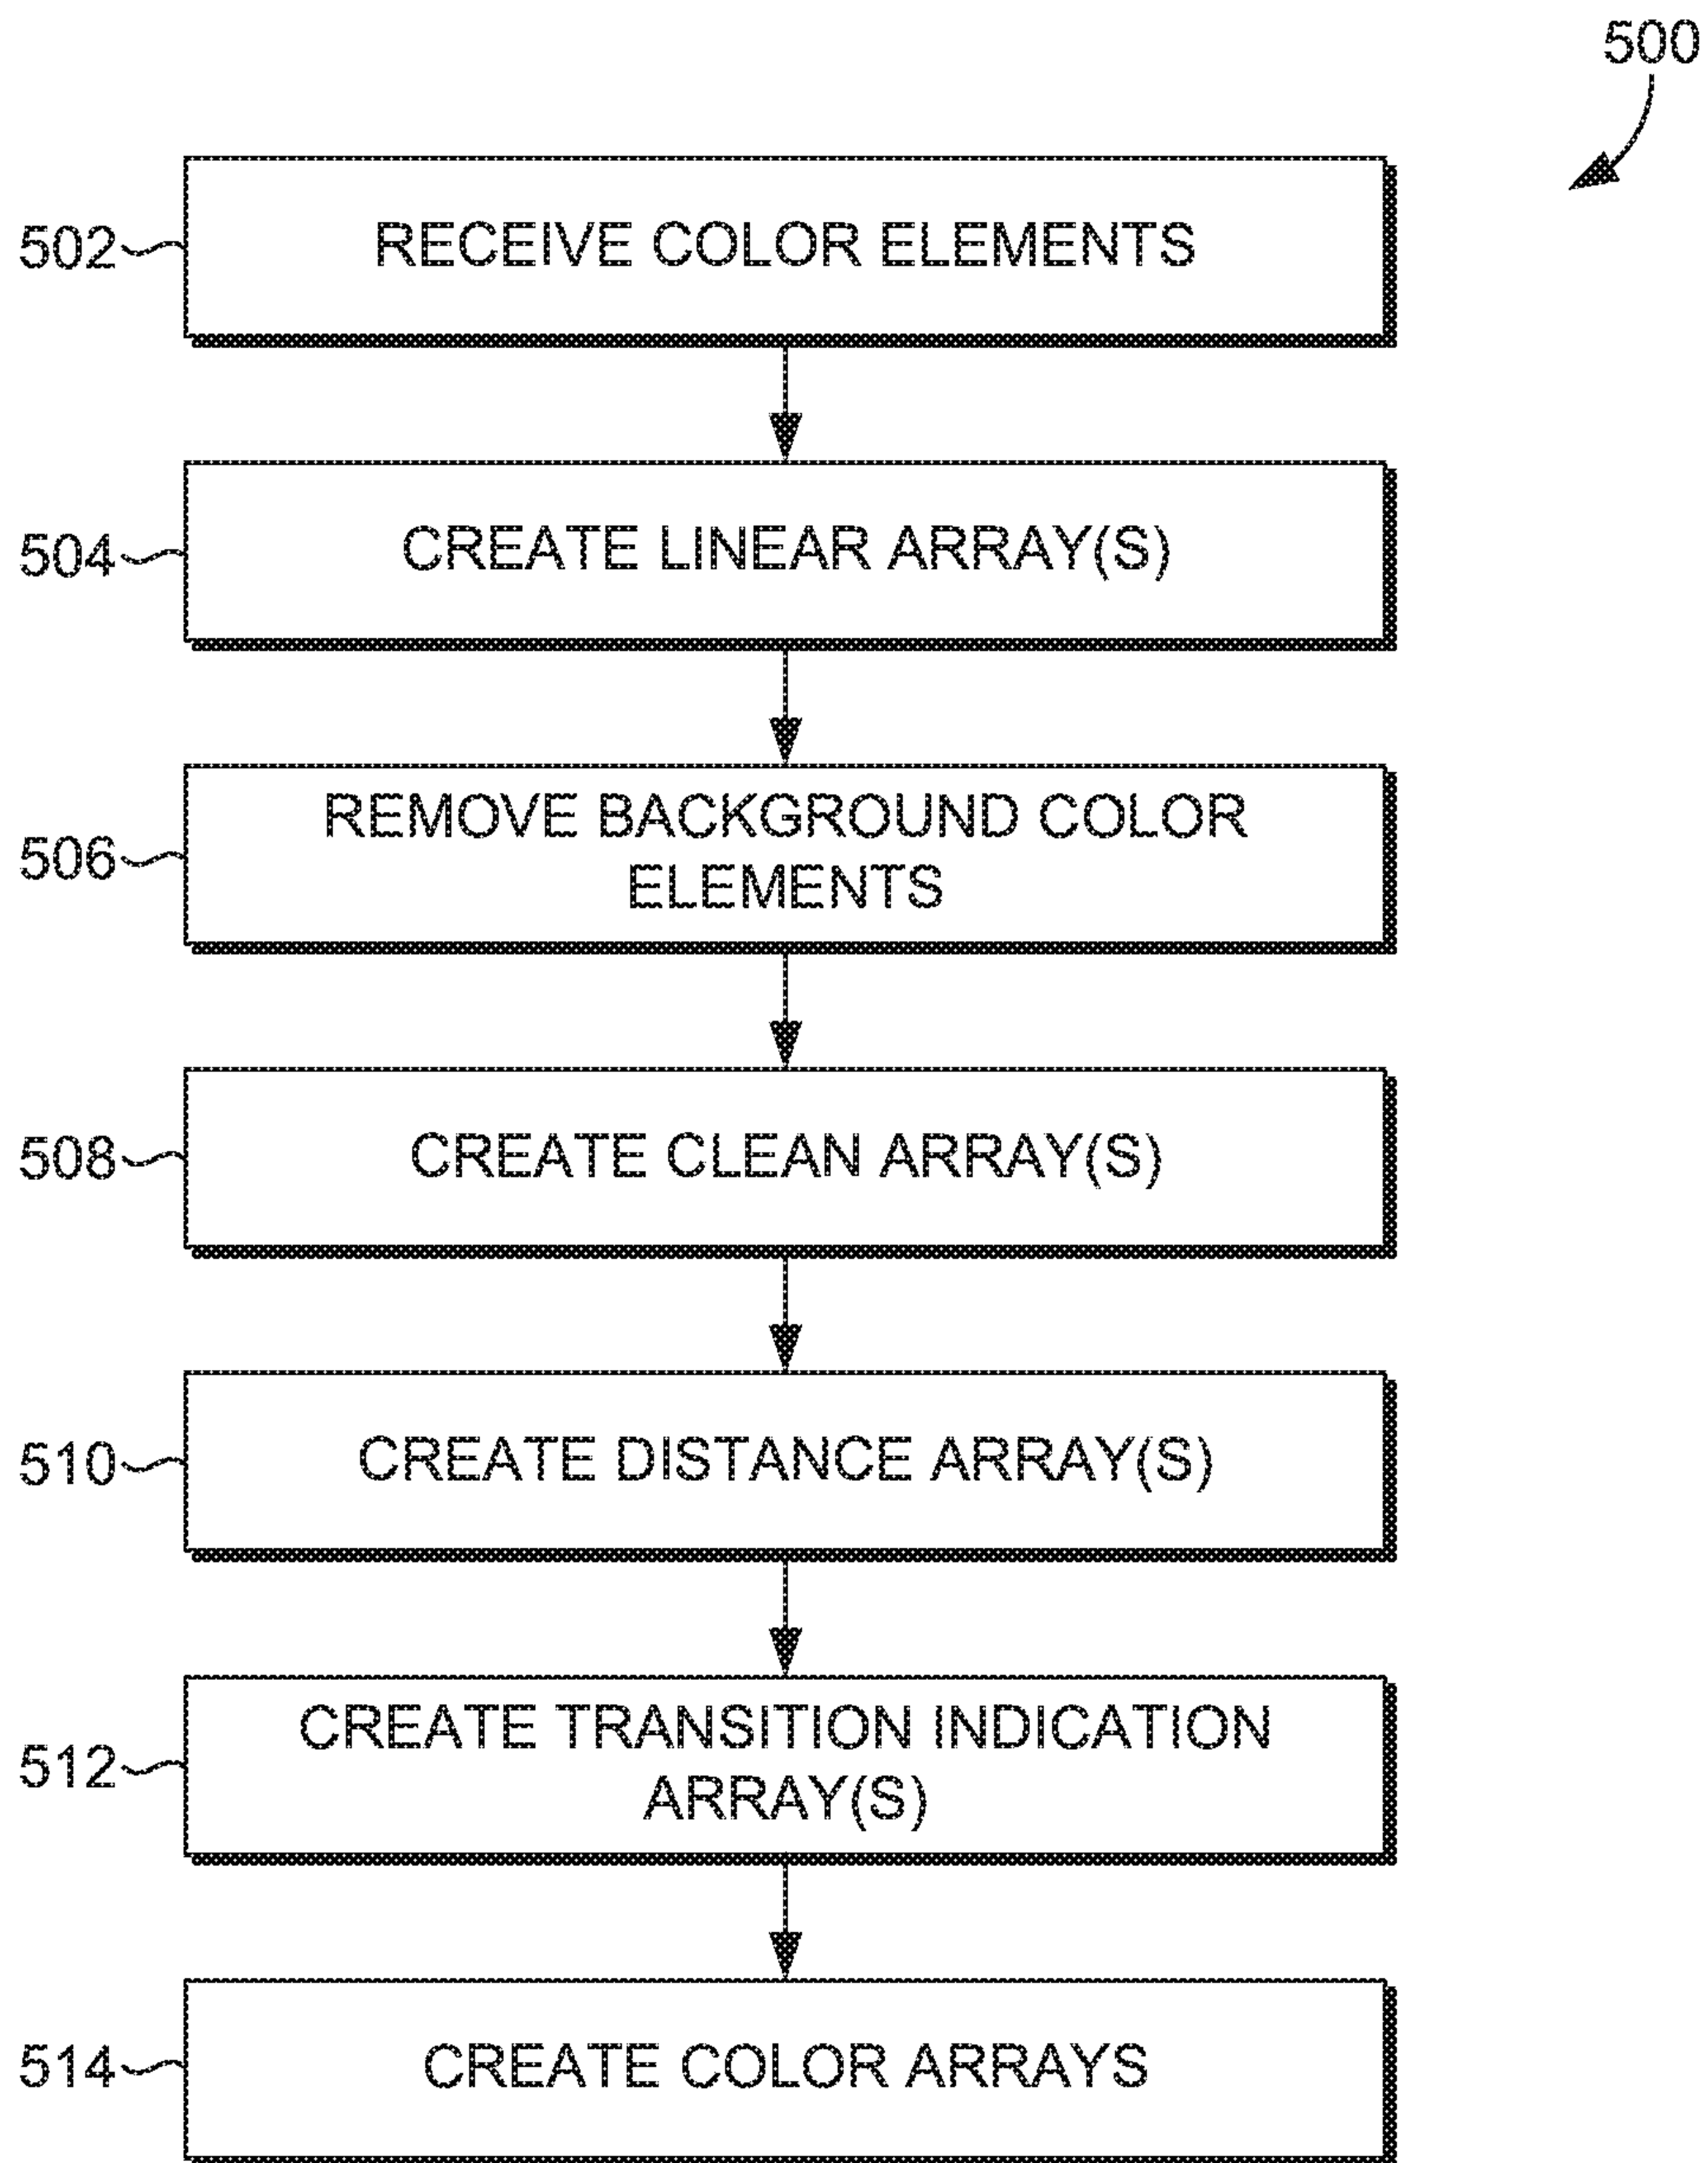 500
502
RECEIVE COLOR ELEMENTS
504
CREATE LINEAR ARRAY(S)
506
REMOVE BACKGROUND COLOR
ELEMENTS
508
CREATE CLEAN ARRAY(S)
510
CREATE DISTANCE ARRAY(S)
512
CREATE TRANSITION INDICATION
ARRAY(S)
514
CREATE COLOR ARRAYS